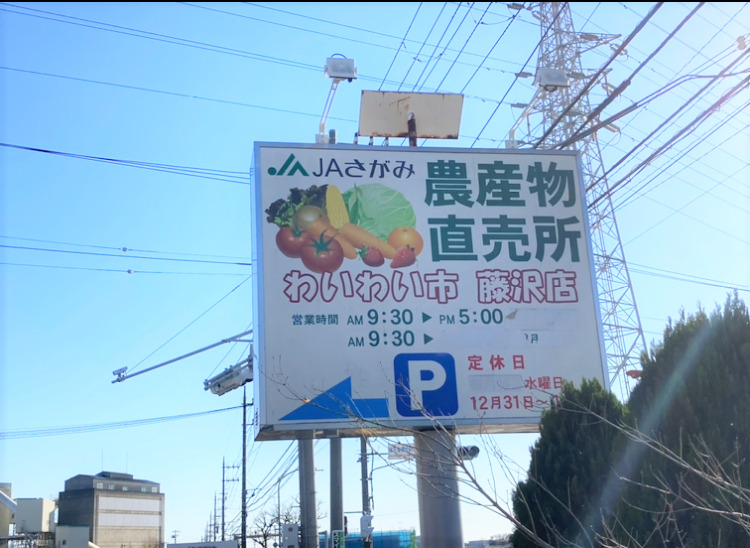 JAさがみ
農産物
直売所
わいわい市 藤沢店
営業時間 AM 9:30 ▶ PM 5:00
AM 9:30 ▶ 月
P
定休日
水曜日
12月31日〜